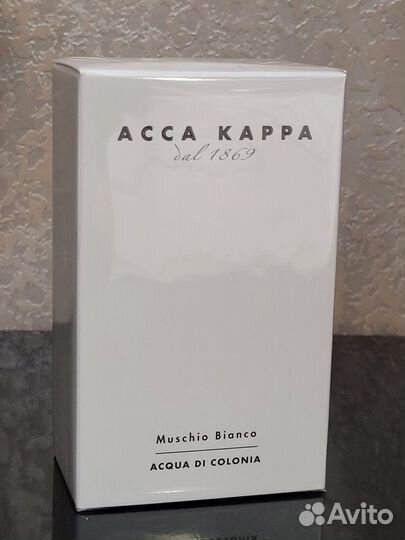 ACCA KAPPA
dal 1869
Muschio Bianco
ACQUA DI COLONIA
Avito